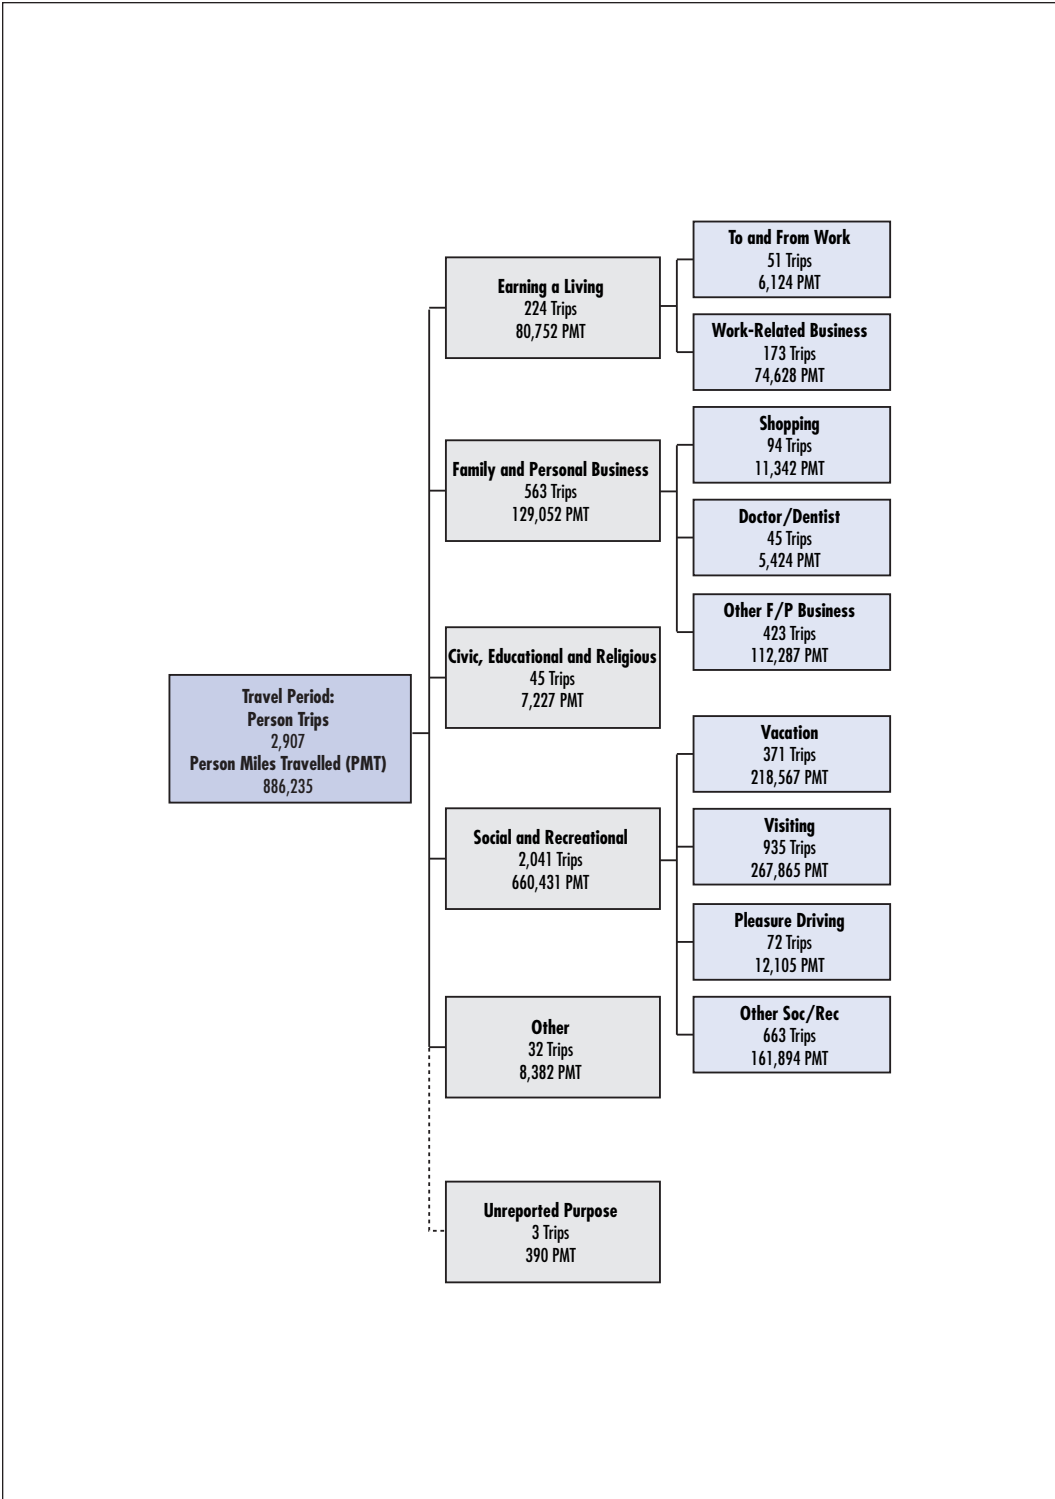 Travel Period:
Person Trips
2,907
Person Miles Travelled (PMT)
886,235
Earning a Living
224 Trips
80,752 PMT
To and From Work
51 Trips
6,124 PMT
Work-Related Business
173 Trips
74,628 PMT
Family and Personal Business
563 Trips
129,052 PMT
Shopping
94 Trips
11,342 PMT
Doctor/Dentist
45 Trips
5,424 PMT
Other F/P Business
423 Trips
112,287 PMT
Civic, Educational and Religious
45 Trips
7,227 PMT
Social and Recreational
2,041 Trips
660,431 PMT
Vacation
371 Trips
218,567 PMT
Visiting
935 Trips
267,865 PMT
Pleasure Driving
72 Trips
12,105 PMT
Other Soc/Rec
663 Trips
161,894 PMT
Other
32 Trips
8,382 PMT
Unreported Purpose
3 Trips
390 PMT